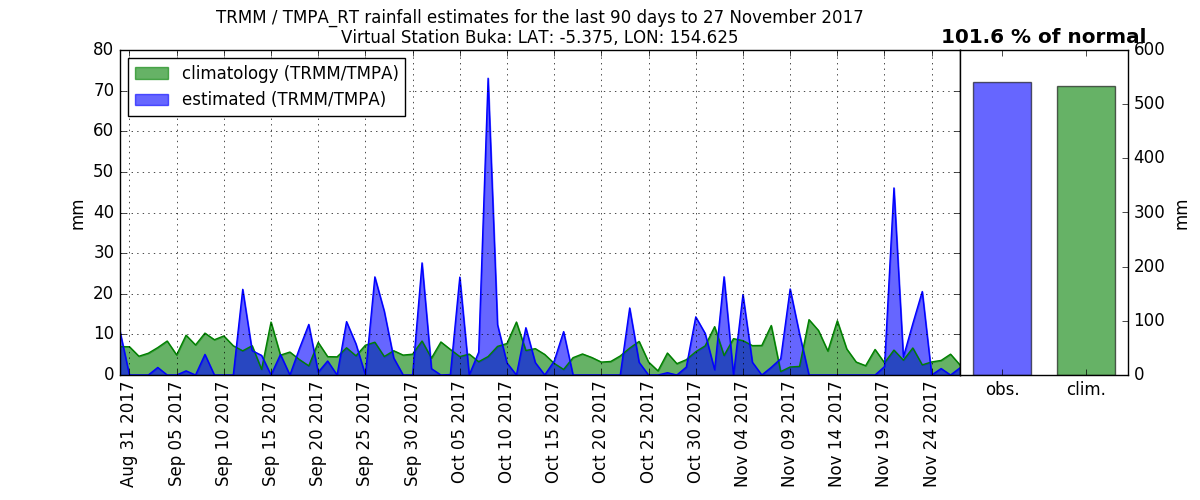 TRMM / TMPA_RT rainfall estimates for the last 90 days to 27 November 2017
Virtual Station Buka: LAT: -5.375, LON: 154.625
101.6 % of normal
climatology (TRMM/TMPA)
estimated (TRMM/TMPA)
80
70
60
50
40
30
20
10
0
mm
Aug 31 2017
Sep 05 2017
Sep 10 2017
Sep 15 2017
Sep 20 2017
Sep 25 2017
Sep 30 2017
Oct 05 2017
Oct 10 2017
Oct 15 2017
Oct 20 2017
Oct 25 2017
Oct 30 2017
Nov 04 2017
Nov 09 2017
Nov 14 2017
Nov 19 2017
Nov 24 2017
obs.
clim.
600
500
400
300
200
100
0
mm